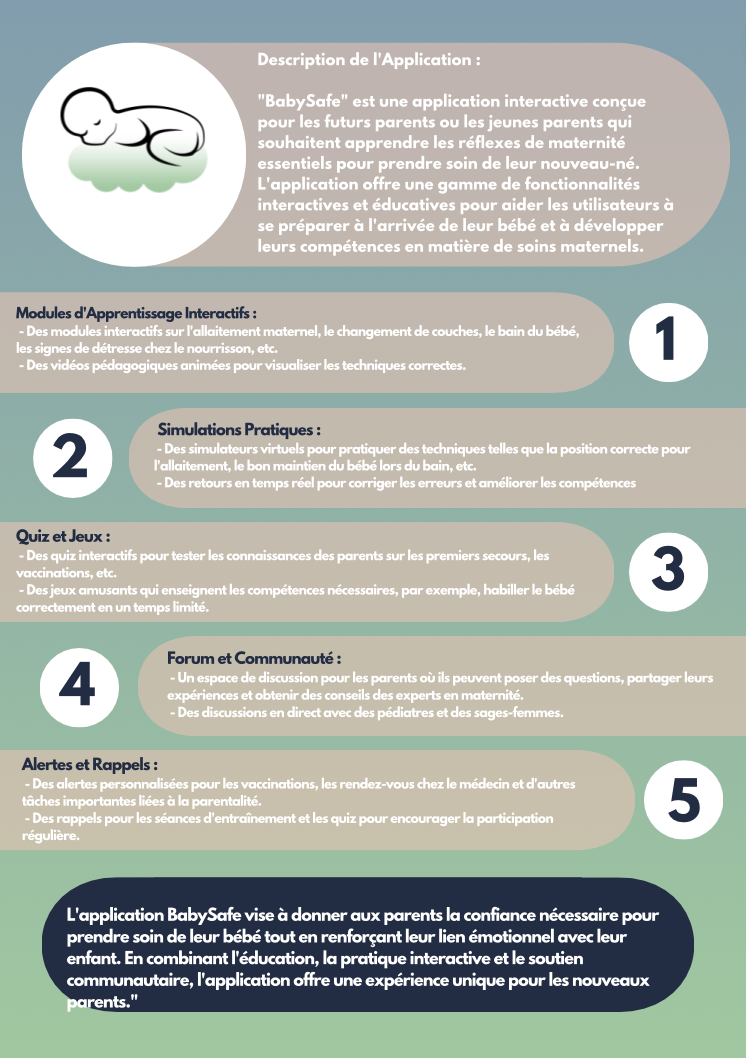 Description de l'Application :
"BabySafe" est une application interactive conçue
pour les futurs parents ou les jeunes parents qui
souhaitent apprendre les réflexes de maternité
essentiels pour prendre soin de leur nouveau-né.
L'application offre une gamme de fonctionnalités
interactives et éducatives pour aider les utilisateurs à
se préparer à l'arrivée de leur bébé et à développer
leurs compétences en matière de soins maternels.
Modules d'Apprentissage Interactifs :
- Des modules interactifs sur l'allaitement maternel, le changement de couches, le bain du bébé,
les signes de détresse chez le nourrisson, etc.
- Des vidéos pédagogiques animées pour visualiser les techniques correctes.
1
2
Simulations Pratiques :
- Des simulateurs virtuels pour pratiquer des techniques telles que la position correcte pour
l'allaitement, le bon maintien du bébé lors du bain, etc.
- Des retours en temps réel pour corriger les erreurs et améliorer les compétences
Quiz et Jeux :
- Des quiz interactifs pour tester les connaissances des parents sur les premiers secours, les
vaccinations, etc.
- Des jeux amusants qui enseignent les compétences nécessaires, par exemple, habiller le bébé
correctement en un temps limité.
3
4
Forum et Communauté :
- Un espace de discussion pour les parents où ils peuvent poser des questions, partager leurs
expériences et obtenir des conseils des experts en maternité.
- Des discussions en direct avec des pédiatres et des sages-femmes.
Alertes et Rappels :
- Des alertes personnalisées pour les vaccinations, les rendez-vous chez le médecin et d'autres
tâches importantes liées à la parentalité.
- Des rappels pour les séances d'entraînement et les quiz pour encourager la participation
régulière.
5
L'application BabySafe vise à donner aux parents la confiance nécessaire pour
prendre soin de leur bébé tout en renforçant leur lien émotionnel avec leur
enfant. En combinant l'éducation, la pratique interactive et le soutien
communautaire, l'application offre une expérience unique pour les nouveaux
parents."